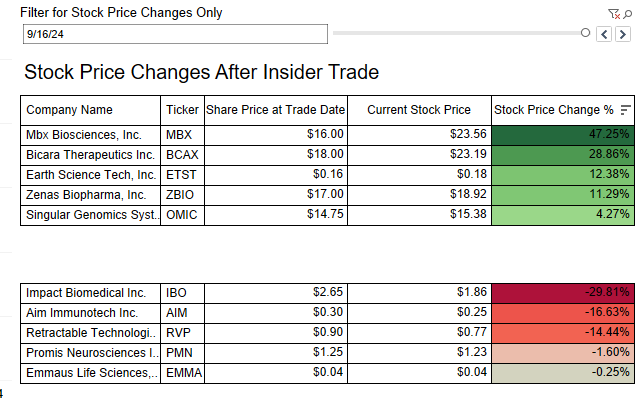 Filter for Stock Price Changes Only
9/16/24
Stock Price Changes After Insider Trade
Company Name Ticker Share Price at Trade Date Current Stock Price Stock Price Change %
Mbx Biosciences, Inc. MBX $16.00 $23.56 47.25%
Bicara Therapeutics Inc. BCAX $18.00 $23.19 28.86%
Earth Science Tech, Inc. ETST $0.16 $0.18 12.38%
Zenas Biopharma, Inc. ZBIO $17.00 $18.92 11.29%
Singular Genomics Syst.. OMIC $14.75 $15.38 4.27%
Impact Biomedical Inc. IBO $2.65 $1.86 -29.81%
Aim Immunotech Inc. AIM $0.30 $0.25 -16.63%
Retractable Technologi.. RVP $0.90 $0.77 -14.44%
Promis Neurosciences I.. PMN $1.25 $1.23 -1.60%
Emmaus Life Sciences,.. EMMA $0.04 $0.04 -0.25%